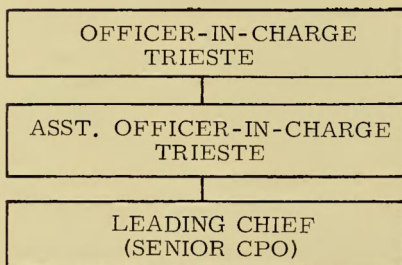 OFFICER-IN-CHARGE
TRIESTE
ASST. OFFICER-IN-CHARGE
TRIESTE
LEADING CHIEF
(SENIOR CPO)